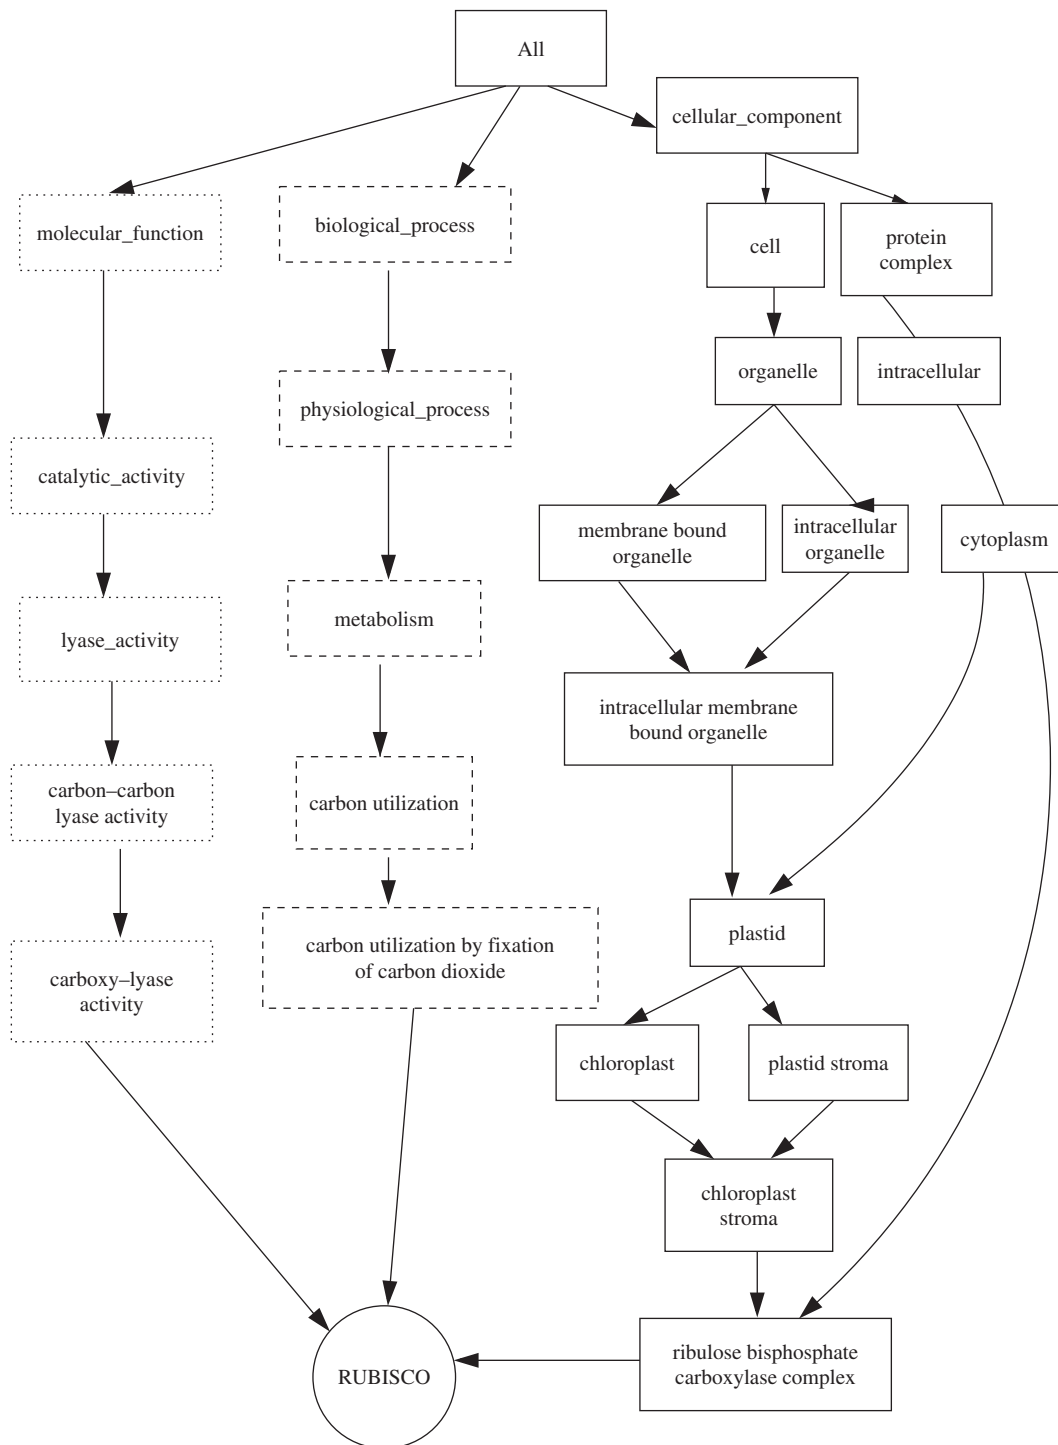 All
cellular_component
molecular_function
biological_process
cell
protein
complex
organelle
intracellular
physiological_process
catalytic_activity
membrane bound
organelle
intracellular
organelle
cytoplasm
metabolism
lyase_activity
intracellular membrane
bound organelle
carbon–carbon
lyase activity
carbon utilization
plastid
carbon utilization by fixation
of carbon dioxide
carboxy–lyase
activity
chloroplast
plastid stroma
chloroplast
stroma
ribulose bisphosphate
carboxylase complex
RUBISCO